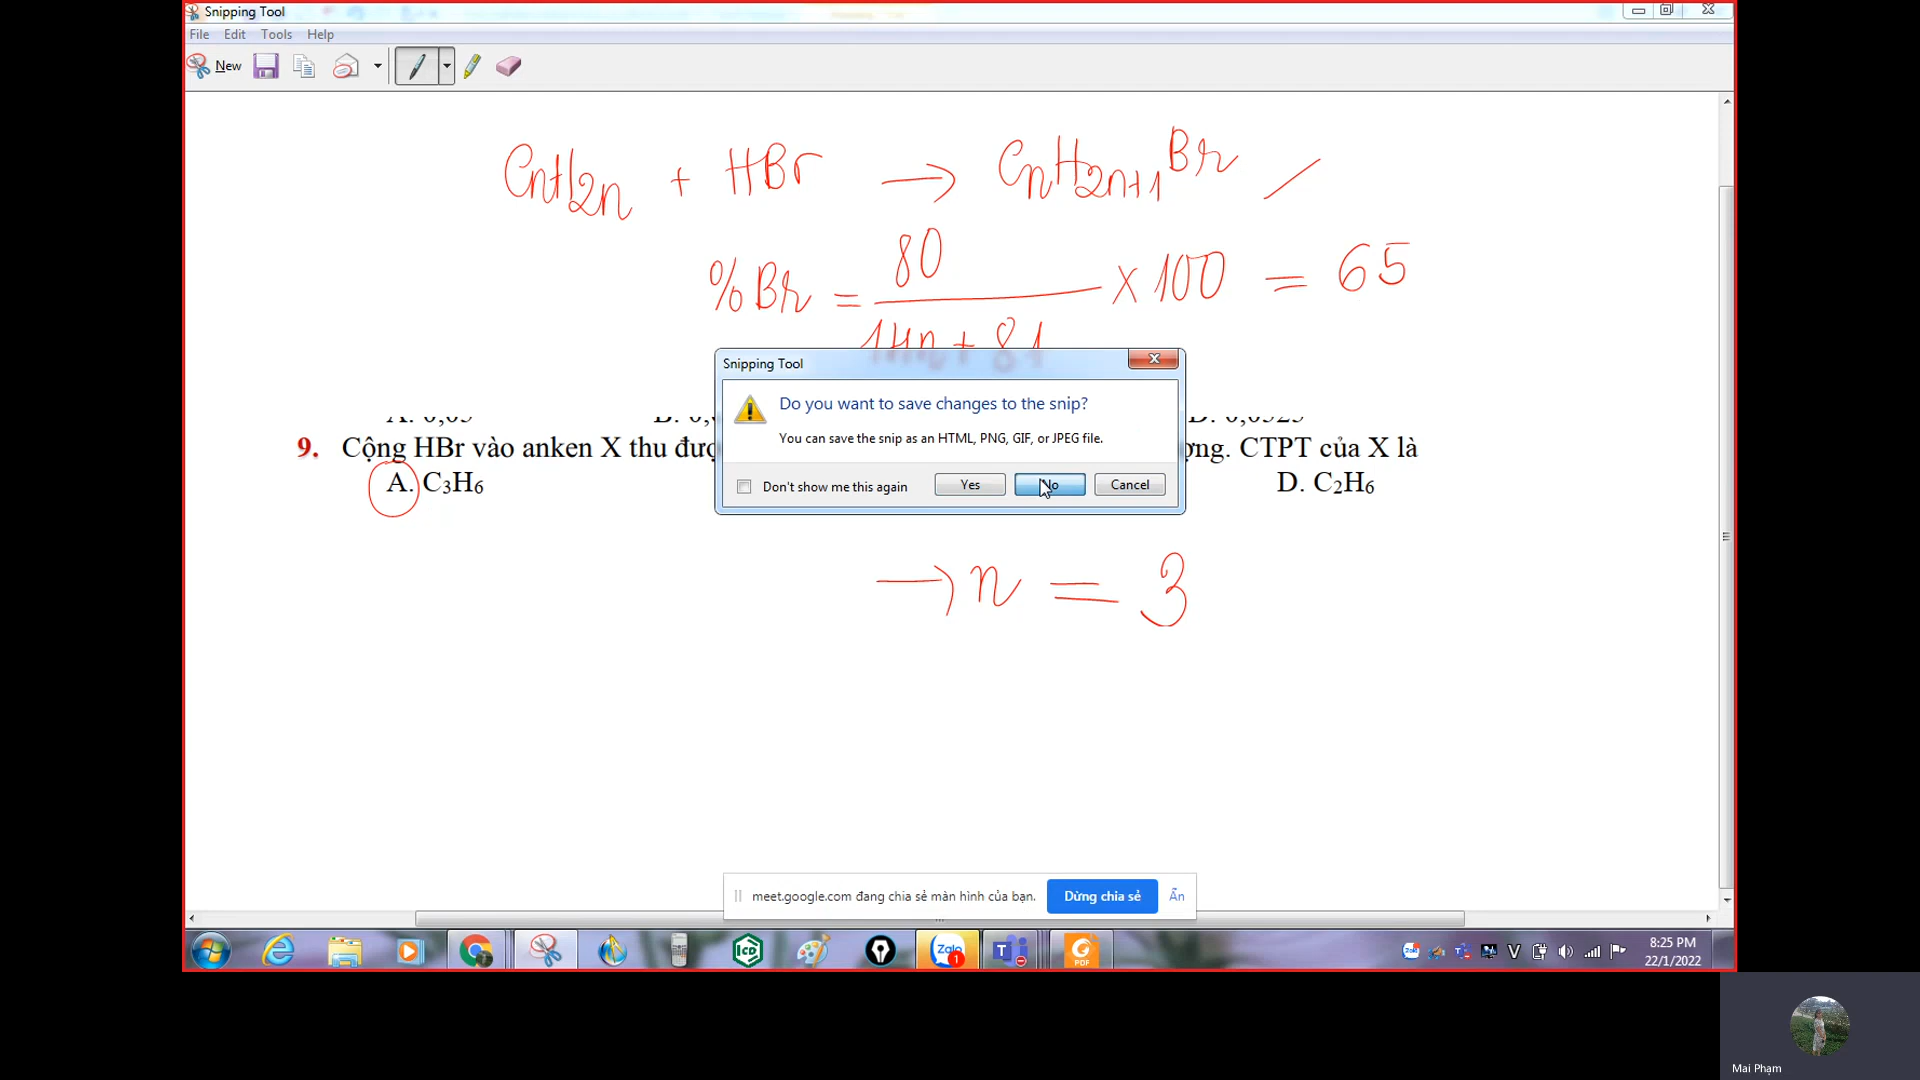 Snipping Tool
File Edit Tools Help
New
CnH2n + HBr → CnH2n+1Br
%Br = 80 / 14n + 81 × 100 = 65
Snipping Tool
Do you want to save changes to the snip?
You can save the snip as an HTML, PNG, GIF, or JPEG file.
Don't show me this again Yes No Cancel
9. Cộng HBr vào anken X thu CTPT của X là
A. C₃H₆ D. C₂H₆
→ n = 3
meet.google.com đang chia sẻ màn hình của bạn. Dừng chia sẻ Ẩn
Zalo 1
PDF
8:25 PM
22/1/2022
Mai Phạm